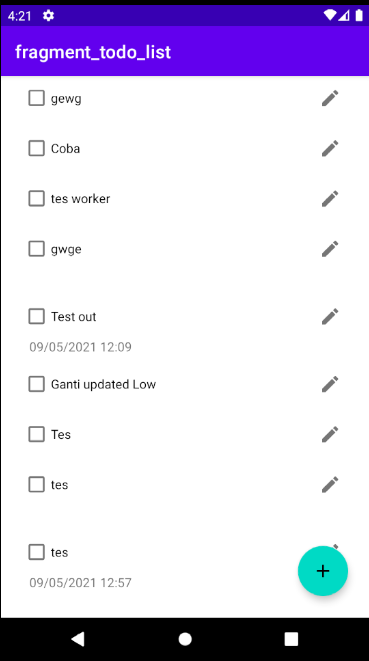 4:21
fragment_todo_list
gewg
Coba
tes worker
gwge
Test out
09/05/2021 12:09
Ganti updated Low
Tes
tes
tes
09/05/2021 12:57